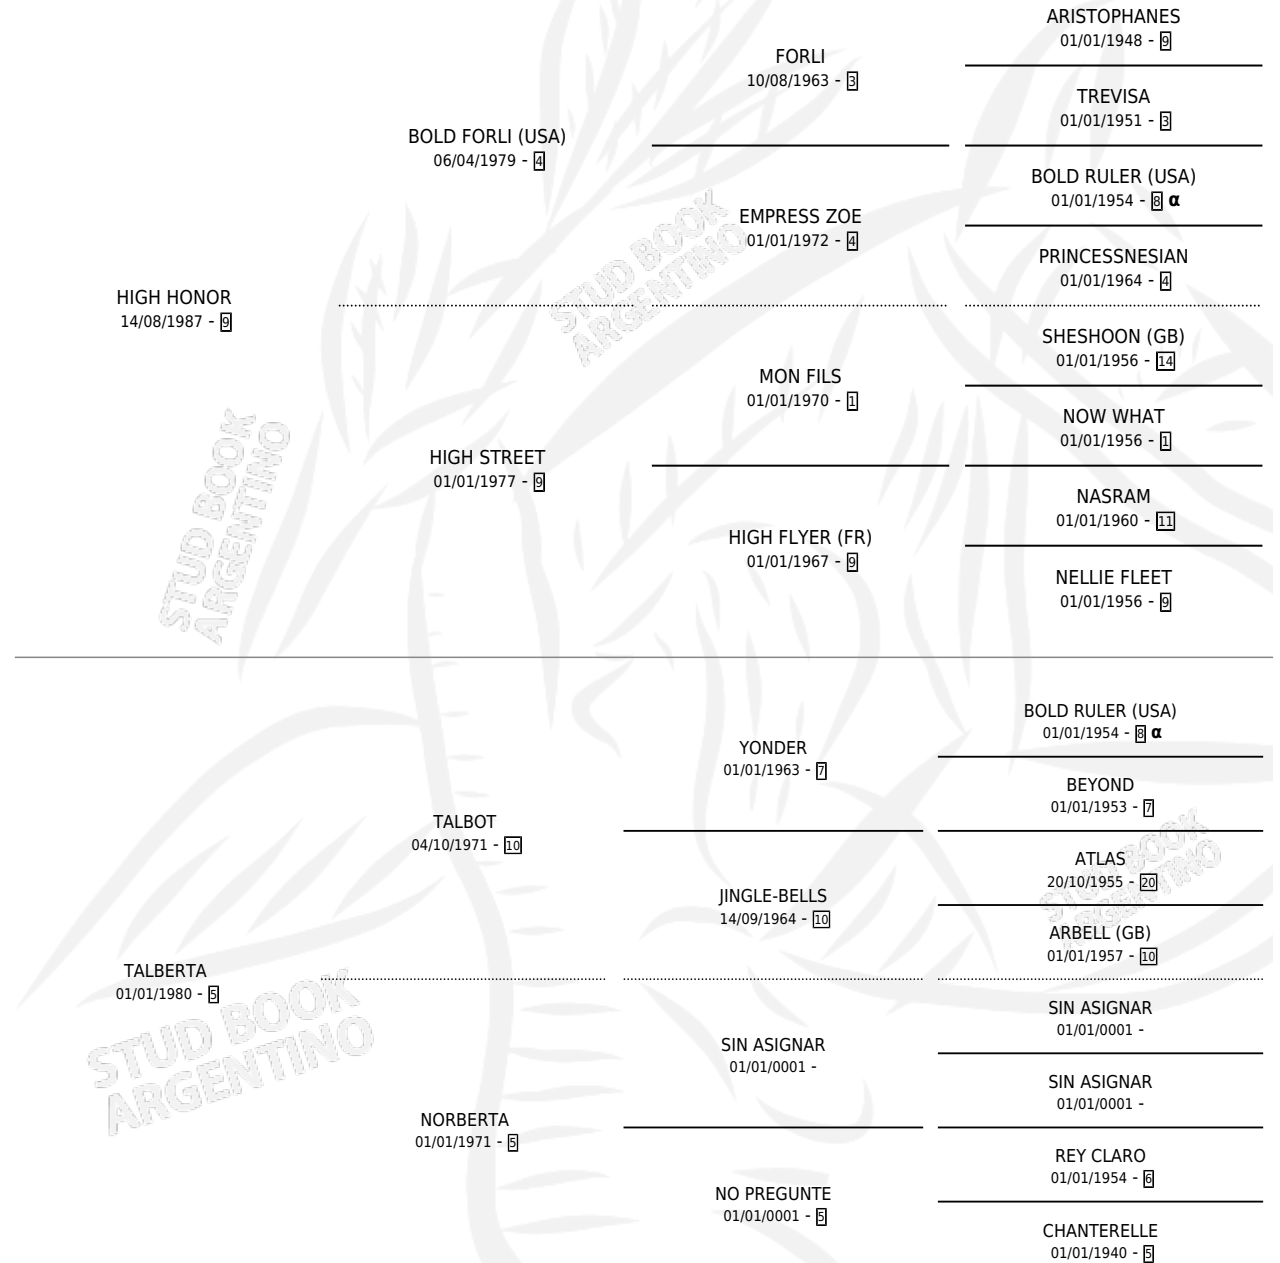 ARISTOPHANES
01/01/1948 - 9
FORLI
10/08/1963 - 3
TREVISA
01/01/1951 - 3
BOLD FORLI (USA)
06/04/1979 - 4
BOLD RULER (USA)
01/01/1954 - 8 α
EMPRESS ZOE
01/01/1972 - 4
PRINCESSNESIAN
01/01/1964 - 4
HIGH HONOR
14/08/1987 - 9
SHESHOON (GB)
01/01/1956 - 14
MON FILS
01/01/1970 - 1
NOW WHAT
01/01/1956 - 1
HIGH STREET
01/01/1977 - 9
NASRAM
01/01/1960 - 11
HIGH FLYER (FR)
01/01/1967 - 9
NELLIE FLEET
01/01/1956 - 9
BOLD RULER (USA)
01/01/1954 - 8 α
YONDER
01/01/1963 - 7
BEYOND
01/01/1953 - 7
TALBOT
04/10/1971 - 10
ATLAS
20/10/1955 - 20
JINGLE-BELLS
14/09/1964 - 10
ARBELL (GB)
01/01/1957 - 10
TALBERTA
01/01/1980 - 5
SIN ASIGNAR
01/01/0001 -
SIN ASIGNAR
01/01/0001 -
SIN ASIGNAR
01/01/0001 -
NORBERTA
01/01/1971 - 5
REY CLARO
01/01/1954 - 6
NO PREGUNTE
01/01/0001 - 5
CHANTERELLE
01/01/1940 - 5
STUD BOOK
ARGENTINO
STUD BOOK
ARGENTINO
STUD BOOK
ARGENTINO
STUD BOOK
ARGENTINO